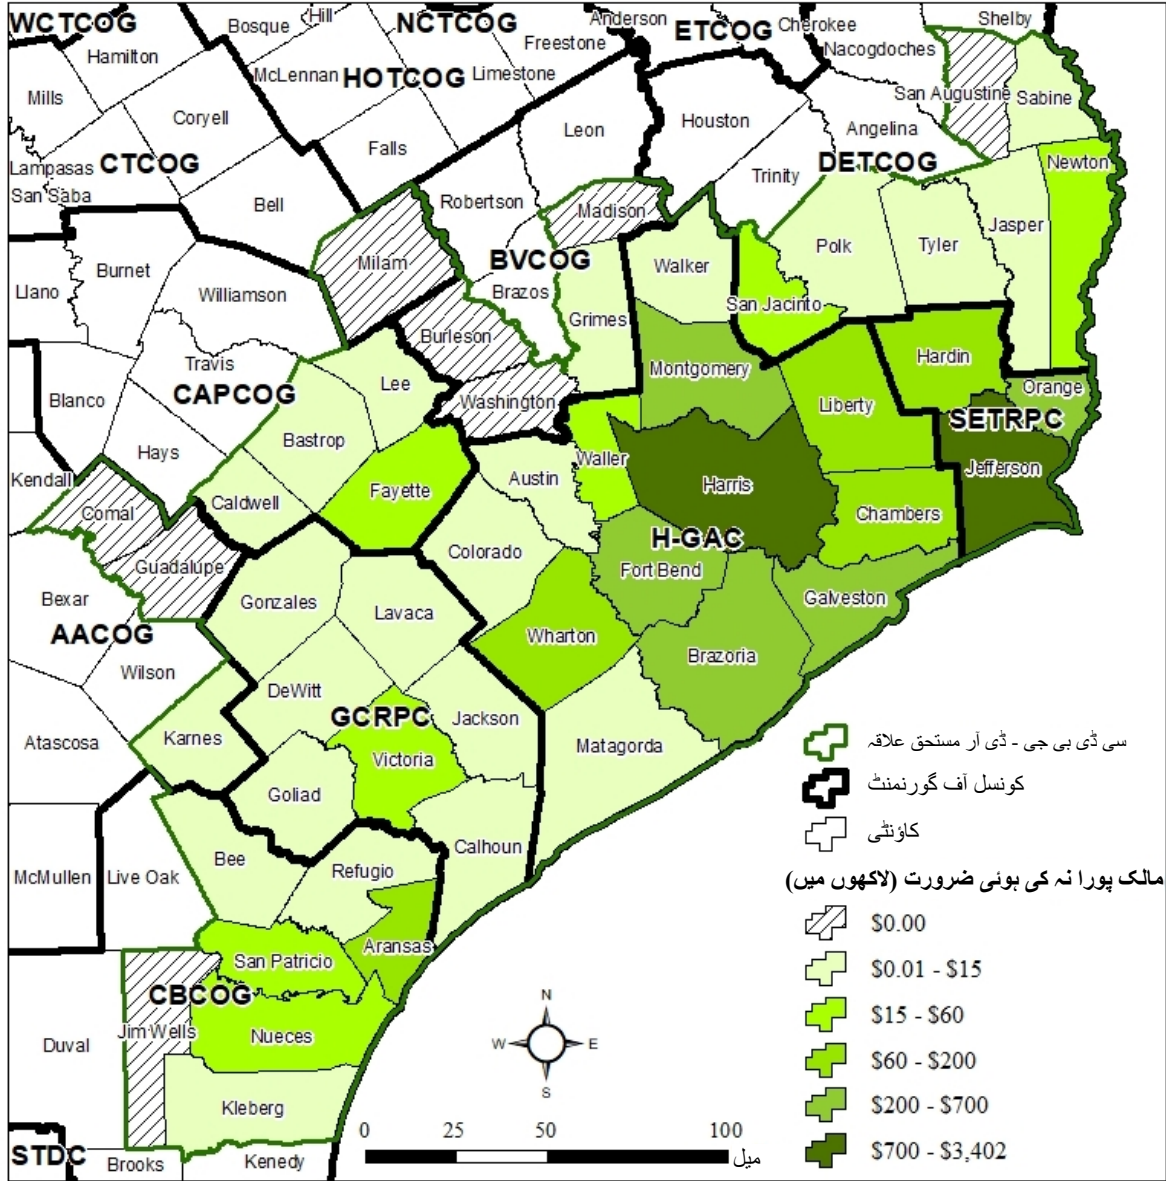 WCTCOG
Hamilton
Bosque
Hill
NCTCOG
Anderson
Freestone
ETCOG
Cherokee
Nacogdoches
Shelby
McLennan
HOTCOG
Limestone
Mills
Coryell
San Augustine
Sabine
Falls
Leon
Houston
Angelina
Lampasas
CTCOG
San Saba
DETCOG
Newton
Bell
Robertson
Trinity
Madison
Jasper
Tyler
Polk
Burnet
Milam
BVCOG
Walker
Llano
Williamson
Brazos
San Jacinto
Grimes
Burleson
Hardin
Travis
Montgomery
Lee
Orange
Blanco
CAPCOG
Washington
Liberty
SETRPC
Bastrop
Hays
Waller
Jefferson
Kendall
Austin
Harris
Fayette
Caldwell
Comal
Chambers
H-GAC
Colorado
Guadalupe
Fort Bend
Bexar
Gonzales
Lavaca
Galveston
AACOG
Wharton
Brazoria
Wilson
DeWitt
GCRPC
Jackson
Karnes
Atascosa
Victoria
Matagorda
Goliad
Calhoun
Bee
Refugio
McMullen
Live Oak
Aransas
San Patricio
CBCOG
Jim Wells
Nueces
Duval
Kleberg
STDC
Brooks
Kenedy
سی ڈی بی جی - ڈی آر مستحق علاقہ
کونسل آف گورنمنٹ
کاؤنٹی
مالک پورا نہ کی ہوئی ضرورت (لاکھوں میں)
$0.00
$0.01 - $15
$15 - $60
$60 - $200
$200 - $700
$700 - $3,402
N
W E
S
0 25 50 100
میل